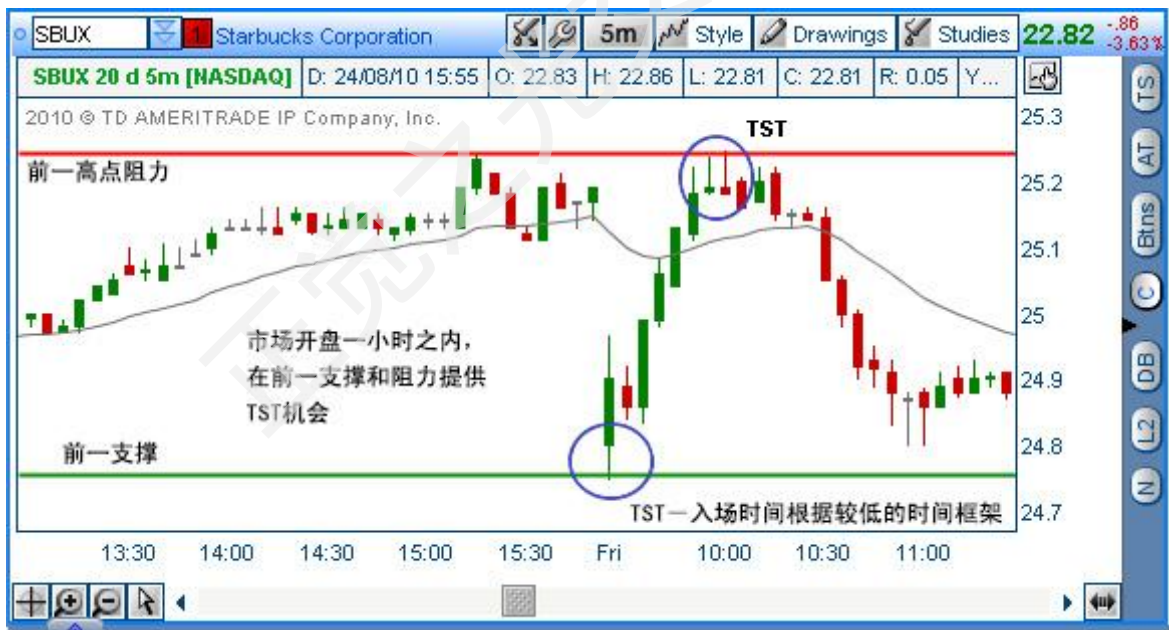 SBUX 1 Starbucks Corporation 5m Style Drawings Studies 22.82 -.86 -3.63%
SBUX 20 d 5m [NASDAQ] D: 24/08/10 15:55 O: 22.83 H: 22.86 L: 22.81 C: 22.81 R: 0.05 Y...
2010 © TD AMERITRADE IP Company, Inc.
TST
前一高点阻力
市场开盘一小时之内，
在前一支撑和阻力提供
TST机会
前一支撑
TST－入场时间根据较低的时间框架
25.3
25.2
25.1
25
24.9
24.8
24.7
13:30 14:00 14:30 15:00 15:30 Fri 10:00 10:30 11:00
TS
AT
Btns
C
DB
L2
N